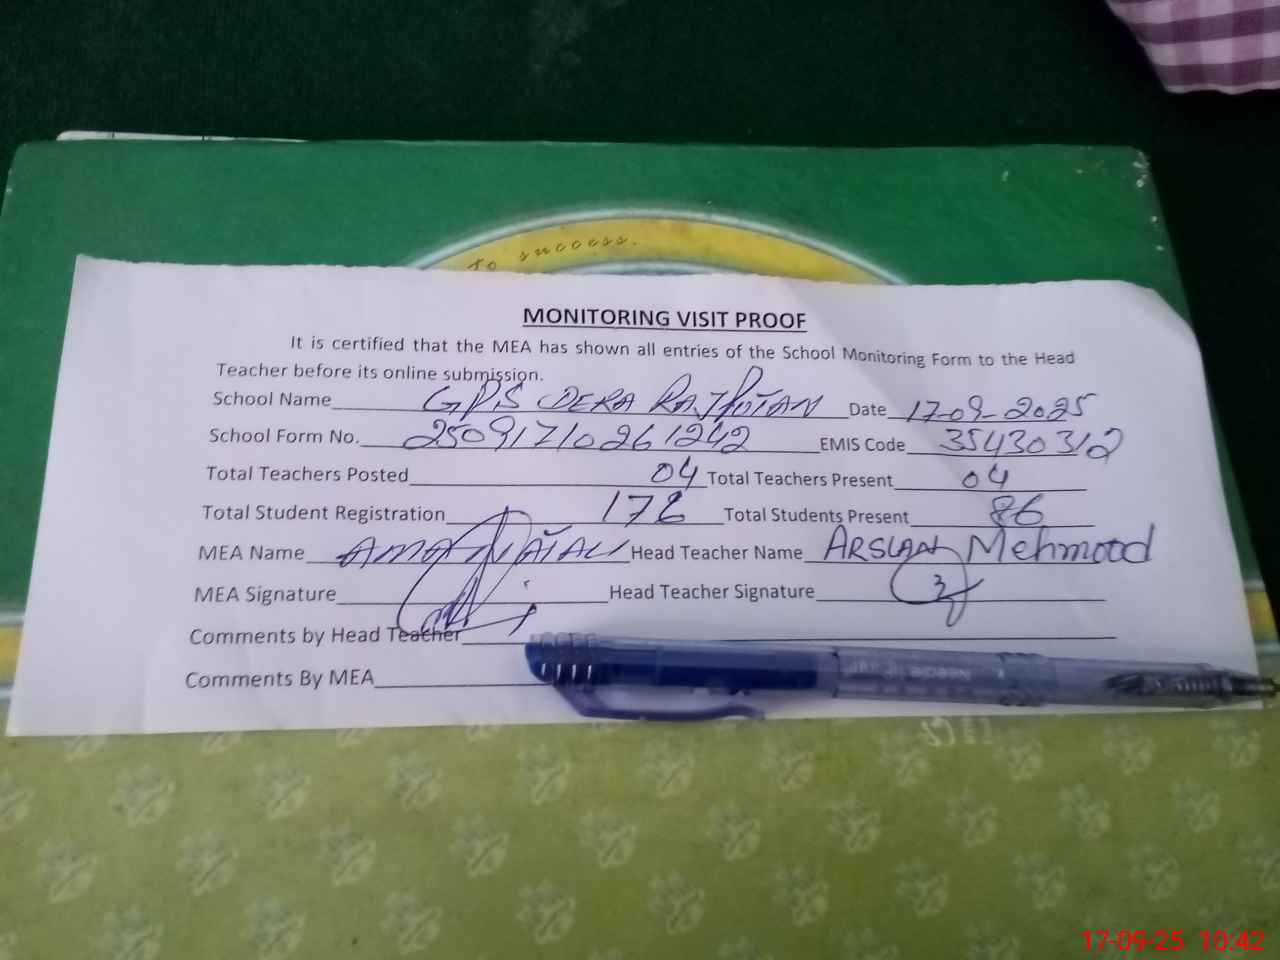 to success.
MONITORING VISIT PROOF
It is certified that the MEA has shown all entries of the School Monitoring Form to the Head
Teacher before its online submission.
School Name GPS DERA RAJPUTAN Date 17-09-2025
School Form No. 25091710261242 EMIS Code 35430312
Total Teachers Posted 04 Total Teachers Present 04
Total Student Registration 176 Total Students Present 86
MEA Name Head Teacher Name ARSLAN Mehmood
MEA Signature Head Teacher Signature
Comments by Head Teacher
Comments By MEA
17-09-25 10:42